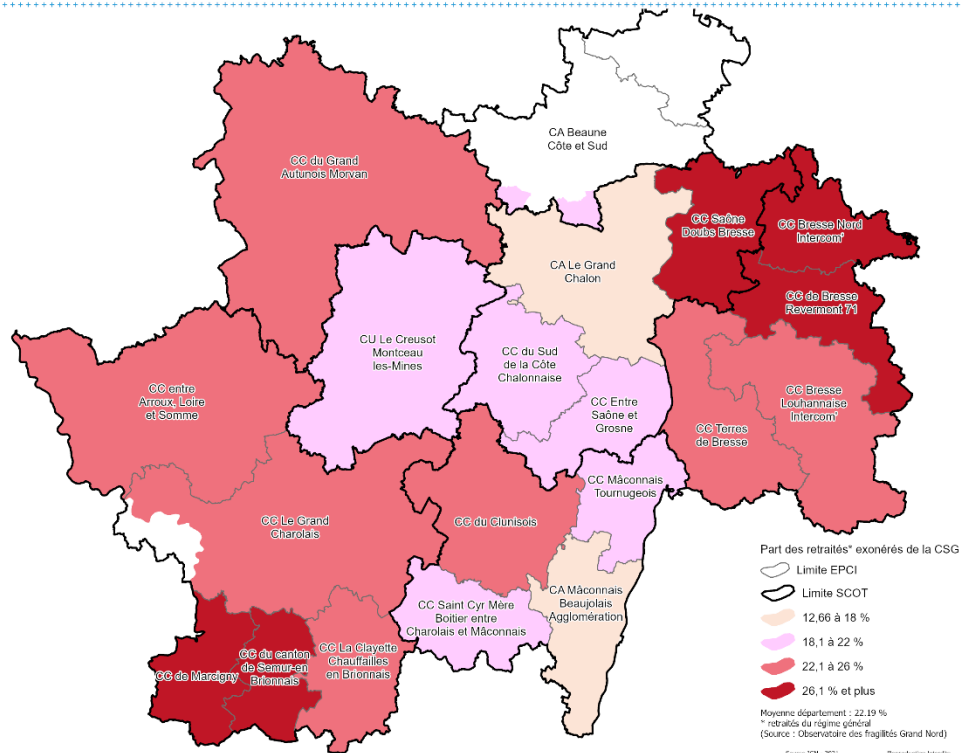 CA Beaune
Côte et Sud
CC du Grand
Autunois Morvan
CC Saône
Doubs Bresse
CC Bresse Nord
Intercom'
CA Le Grand
Chalon
CC de Bresse
Revermont 71
CU Le Creusot
Montceau
les-Mines
CC du Sud
de la Côte
Chalonnaise
CC entre
Arroux, Loire
et Somme
CC Bresse
Louhannaise
Intercom'
CC Entre
Saône et
Grosne
CC Terres
de Bresse
CC Mâconnais
Tournugeois
CC Le Grand
Charolais
CC du Clunisois
CA Mâconnais
Beaujolais
Agglomération
CC Saint Cyr Mère
Boitier entre
Charolais et Mâconnais
CC La Clayette
Chauffailles
en Brionnais
CC du canton
de Semur-en
Brionnais
CC de Marcigny
Part des retraités* exonérés de la CSG
Limite EPCI
Limite SCOT
12,66 à 18 %
18,1 à 22 %
22,1 à 26 %
26,1 % et plus
Moyenne département : 22.19 %
* retraités du régime général
(Source : Observatoire des fragilités Grand Nord)